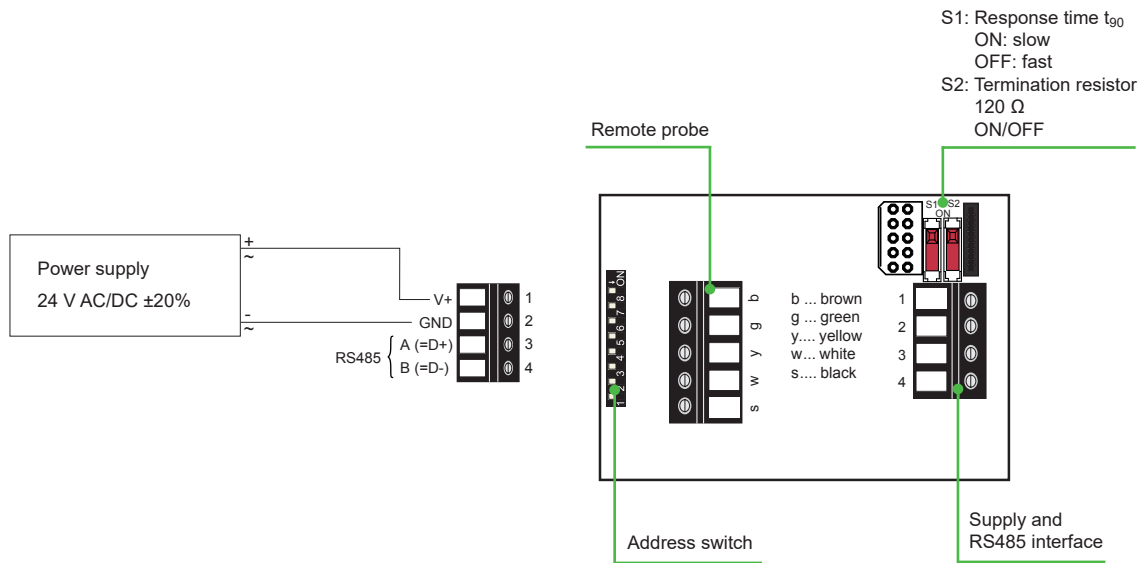 S1: Response time t90
ON: slow
OFF: fast
S2: Termination resistor
120 Ω
ON/OFF
Remote probe
S1 S2
ON
Power supply
24 V AC/DC ±20%
+
~
-
~
V+ 1
GND 2
RS485 A (=D+) 3
B (=D-) 4
↓ ON
8
7
6
5
4
3
2
1
b
g
y
w
s
b ... brown
g ... green
y.... yellow
w... white
s.... black
1
2
3
4
Address switch
Supply and
RS485 interface